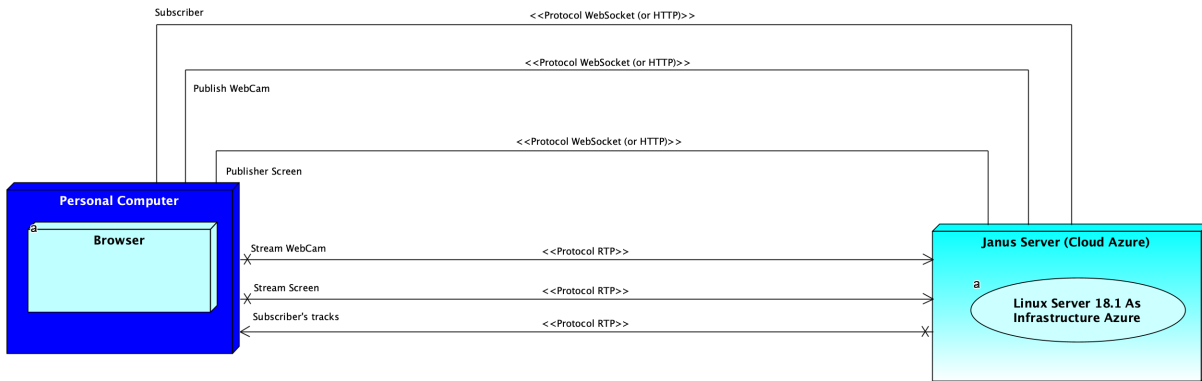 Subscriber
<<Protocol WebSocket (or HTTP)>>
<<Protocol WebSocket (or HTTP)>>
Publish WebCam
<<Protocol WebSocket (or HTTP)>>
Publisher Screen
Personal Computer
a
Browser
Stream WebCam
<<Protocol RTP>>
Stream Screen
<<Protocol RTP>>
Subscriber's tracks
<<Protocol RTP>>
Janus Server (Cloud Azure)
a
Linux Server 18.1 As
Infrastructure Azure